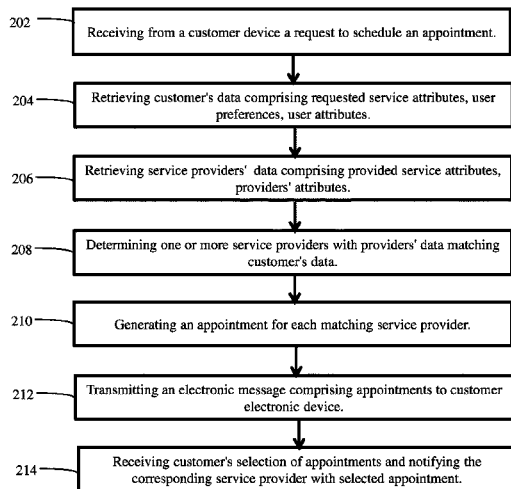 202
Receiving from a customer device a request to schedule an appointment.
204
Retrieving customer's data comprising requested service attributes, user
preferences, user attributes.
206
Retrieving service providers' data comprising provided service attributes,
providers' attributes.
208
Determining one or more service providers with providers' data matching
customer's data.
210
Generating an appointment for each matching service provider.
212
Transmitting an electronic message comprising appointments to customer
electronic device.
214
Receiving customer's selection of appointments and notifying the
corresponding service provider with selected appointment.